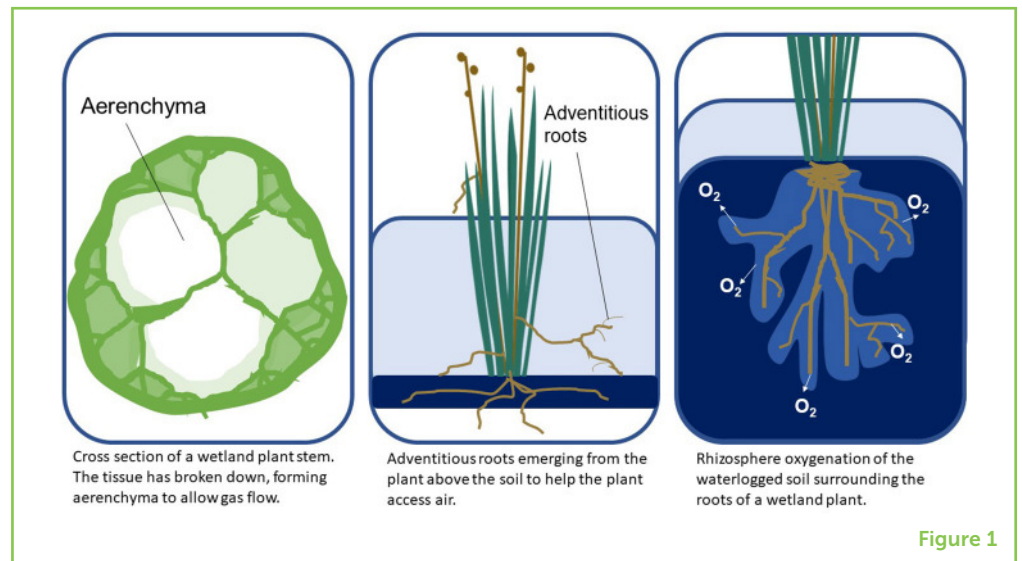 Aerenchyma
Cross section of a wetland plant stem.
The tissue has broken down, forming
aerenchyma to allow gas flow.
Adventitious
roots
Adventitious roots emerging from the
plant above the soil to help the plant
access air.
O₂
O₂
O₂
O₂
O₂
Rhizosphere oxygenation of the
waterlogged soil surrounding the
roots of a wetland plant.
Figure 1